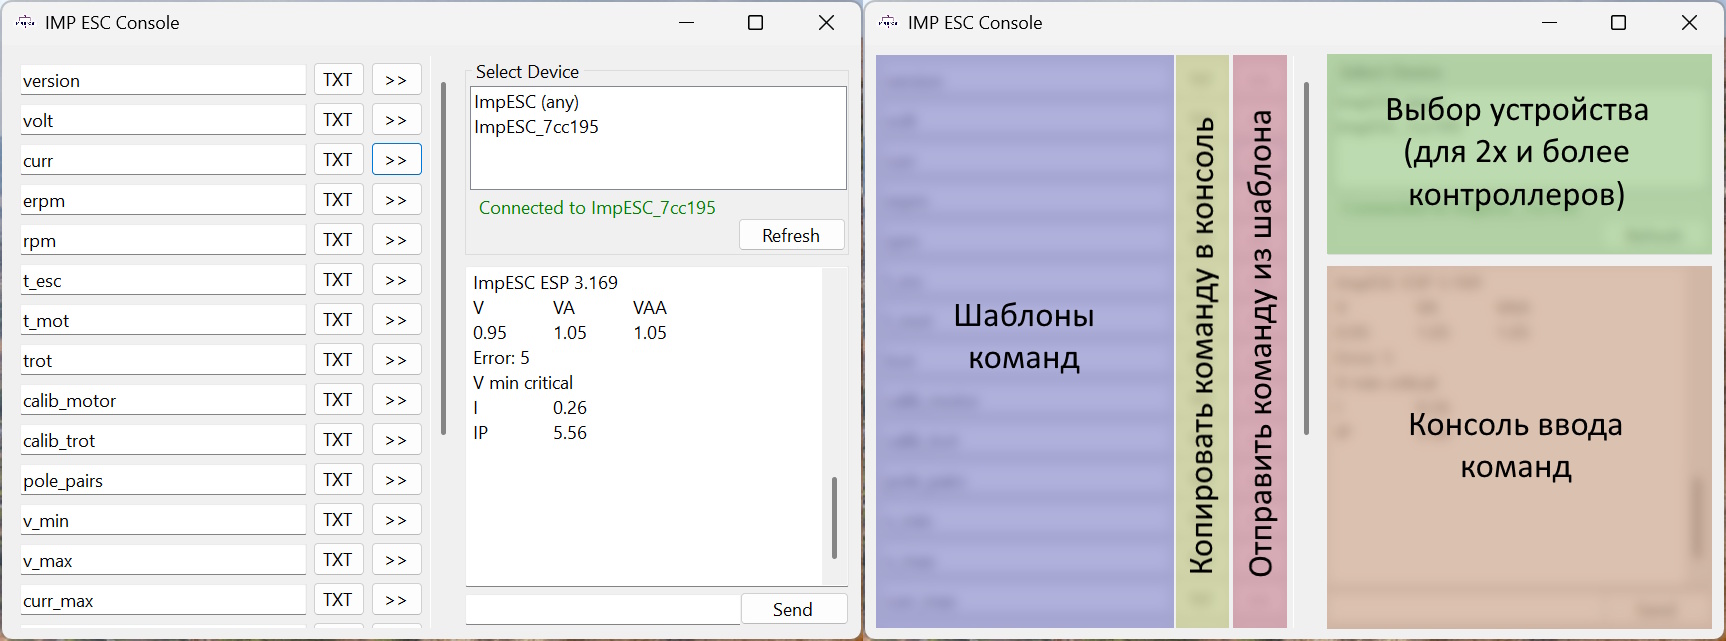 IMP ESC Console
version TXT >>
volt TXT >>
curr TXT >>
erpm TXT >>
rpm TXT >>
t_esc TXT >>
t_mot TXT >>
trot TXT >>
calib_motor TXT >>
calib_trot TXT >>
pole_pairs TXT >>
v_min TXT >>
v_max TXT >>
curr_max TXT >>
Select Device
ImpESC (any)
ImpESC_7cc195
Connected to ImpESC_7cc195
Refresh
ImpESC ESP 3.169
V VA VAA
0.95 1.05 1.05
Error: 5
V min critical
I 0.26
IP 5.56
Send
IMP ESC Console
Шаблоны
команд
Копировать команду в консоль
Отправить команду из шаблона
Выбор устройства
(для 2х и более
контроллеров)
Консоль ввода
команд